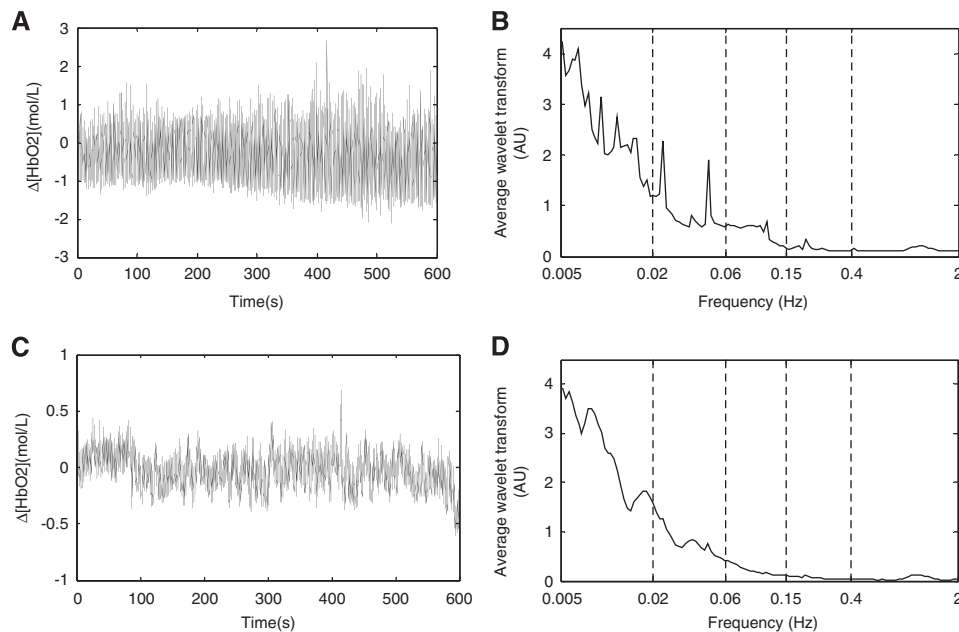 A
3
2
1
0
-1
-2
-3
Δ[HbO2](mol/L)
0 100 200 300 400 500 600
Time(s)
B
4
3
2
1
0
Average wavelet transform
(AU)
0.005 0.02 0.06 0.15 0.4 2
Frequency (Hz)
C
1
0.5
0
-0.5
-1
Δ[HbO2](mol/L)
0 100 200 300 400 500 600
Time(s)
D
4
3
2
1
0
Average wavelet transform
(AU)
0.005 0.02 0.06 0.15 0.4 2
Frequency (Hz)